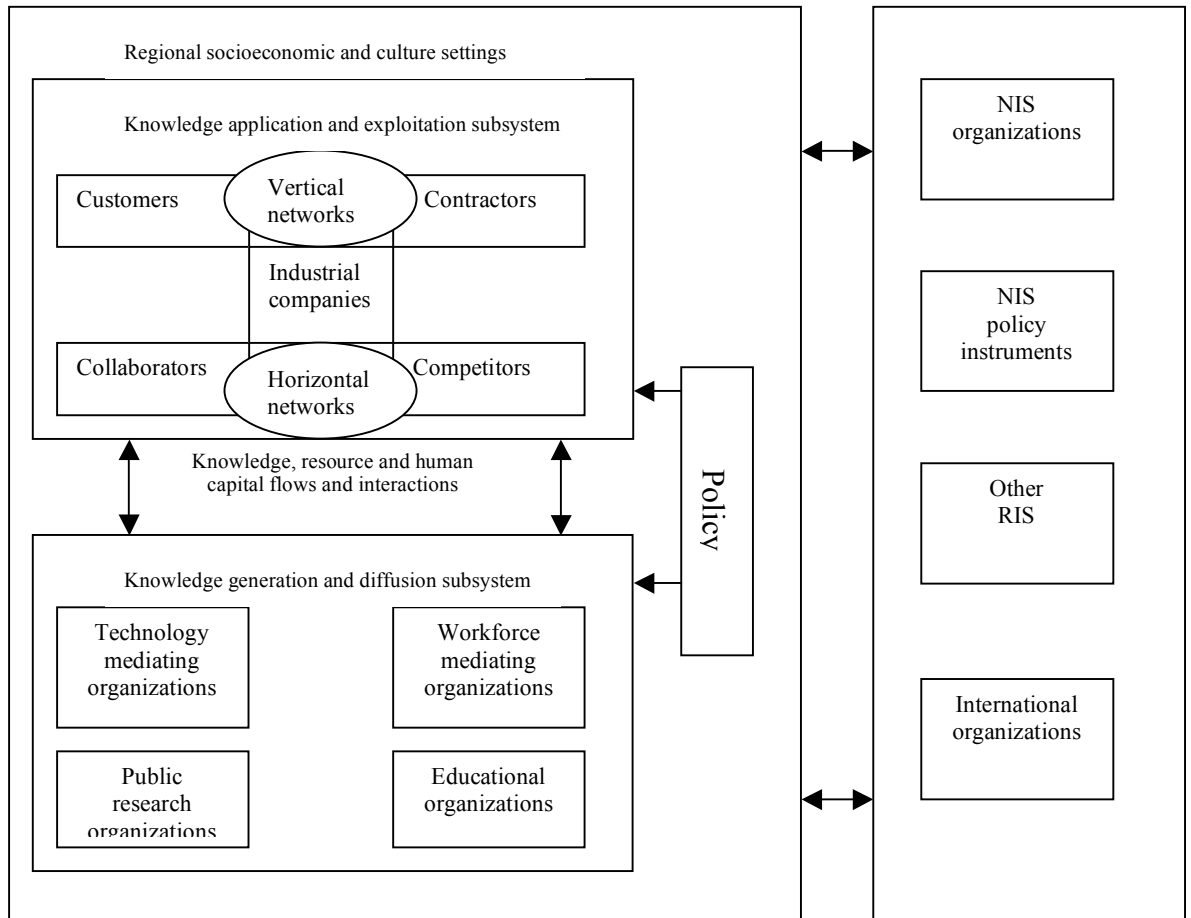 Regional socioeconomic and culture settings
Knowledge application and exploitation subsystem
Customers
Vertical
networks
Contractors
Industrial
companies
Collaborators
Horizontal
networks
Competitors
Knowledge, resource and human
capital flows and interactions
Knowledge generation and diffusion subsystem
Technology
mediating
organizations
Workforce
mediating
organizations
Public
research
organizations
Educational
organizations
Policy
NIS
organizations
NIS
policy
instruments
Other
RIS
International
organizations